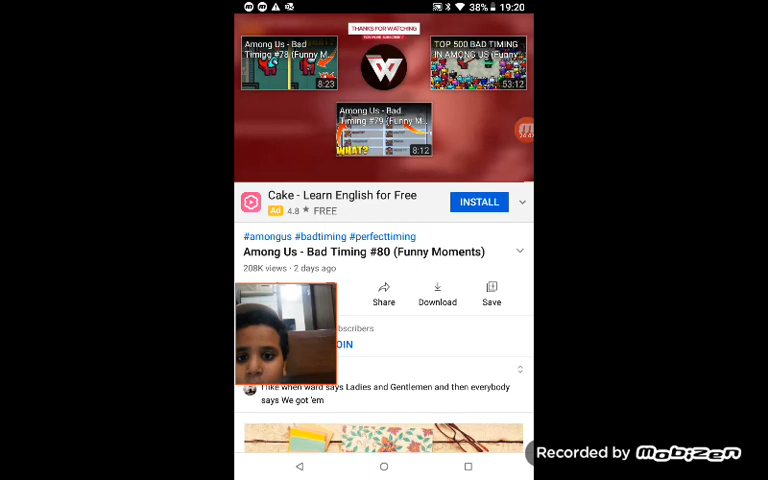 38% 19:20
THANKS FOR WATCHING
Among Us - Bad
Timing #78 (Funny M...
8:23
TOP 500 BAD TIMING
IN AMONG US (Funny...
53:12
Among Us - Bad
Timing #79 (Funny M...
WHAT?
8:12
Cake - Learn English for Free
Ad 4.8 ★ FREE
INSTALL
#amongus #badtiming #perfecttiming
Among Us - Bad Timing #80 (Funny Moments)
208K views · 2 days ago
Share
Download
Save
bscribers
OIN
I like when ward says Ladies and Gentlemen and then everybody
says We got 'em
Recorded by Mobizen